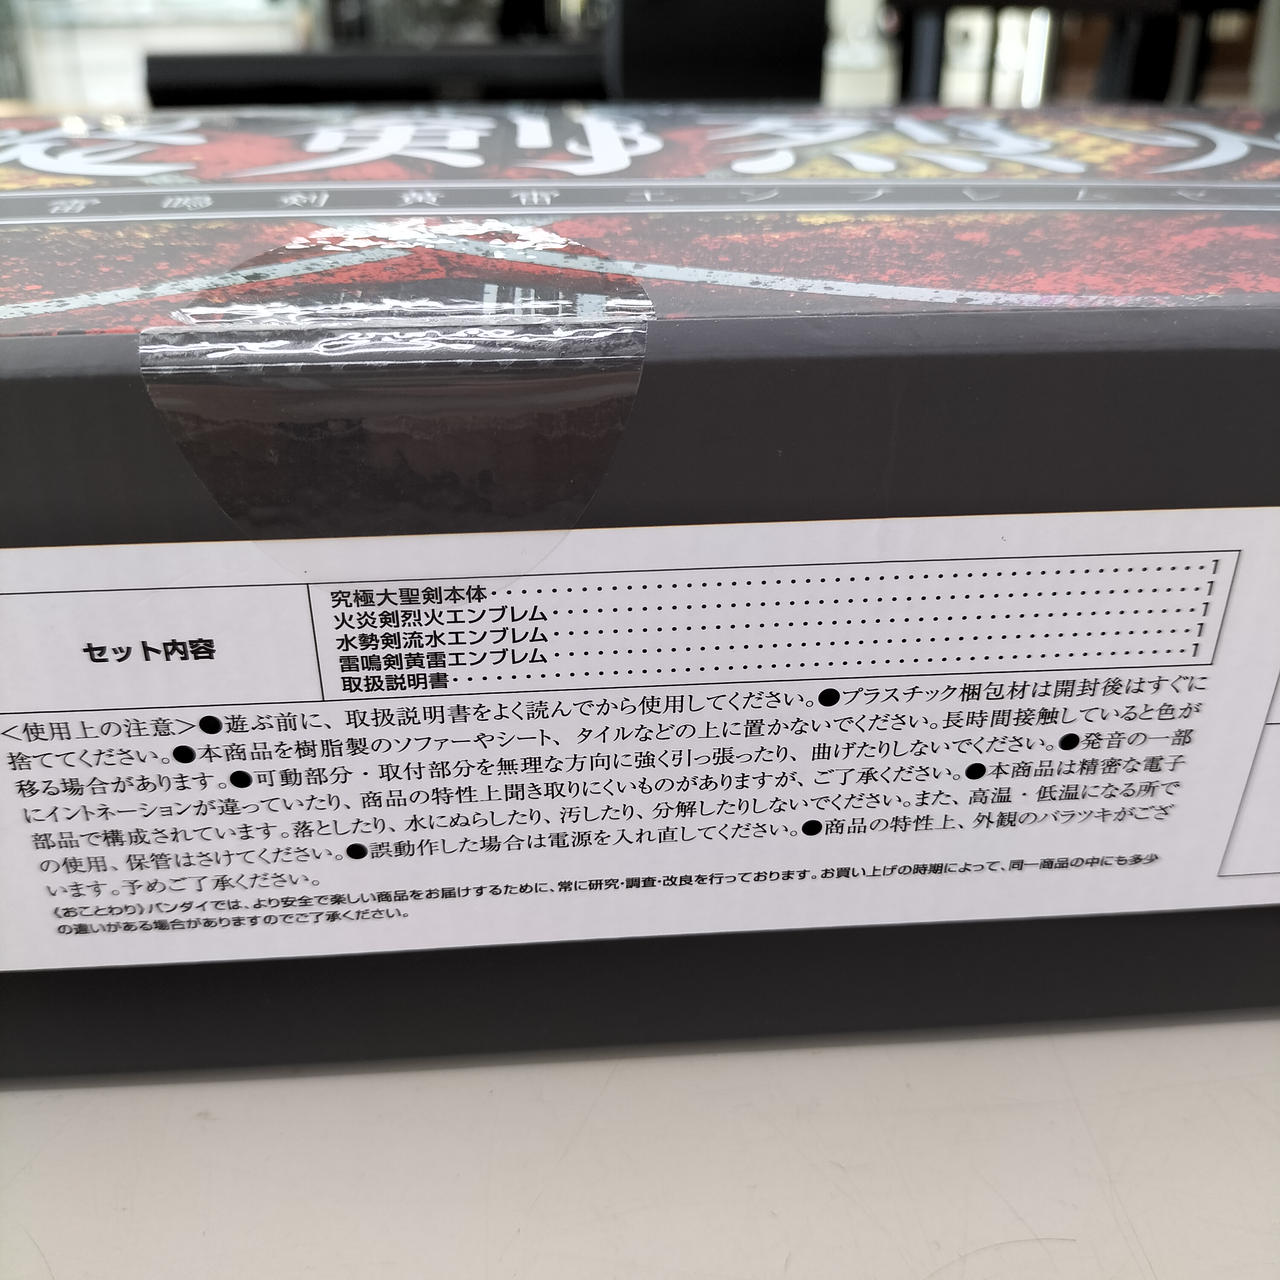 剣烈火
雷鳴剣黄雷エンブレム
セット内容
究極大聖剣本体 1
火炎剣烈火エンブレム 1
水勢剣流水エンブレム 1
雷鳴剣黄雷エンブレム 1
取扱説明書 1
<使用上の注意>●遊ぶ前に、取扱説明書をよく読んでから使用してください。●プラスチック梱包材は開封後はすぐに
捨ててください。●本商品を樹脂製のソファーやシート、タイルなどの上に置かないでください。長時間接触していると色が
移る場合があります。●可動部分・取付部分を無理な方向に強く引っ張ったり、曲げたりしないでください。●発音の一部
にイントネーションが違っていたり、商品の特性上聞き取りにくいものがありますが、ご了承ください。●本商品は精密な電子
部品で構成されています。落としたり、水にぬらしたり、汚したり、分解したりしないでください。また、高温・低温になる所で
の使用、保管はさけてください。●誤動作した場合は電源を入れ直してください。●商品の特性上、外観のバラツキがござ
います。予めご了承ください。
《おことわり》バンダイでは、より安全で楽しい商品をお届けするために、常に研究・調査・改良を行っております。お買い上げの時期によって、同一商品の中にも多少
の違いがある場合がありますのでご了承ください。